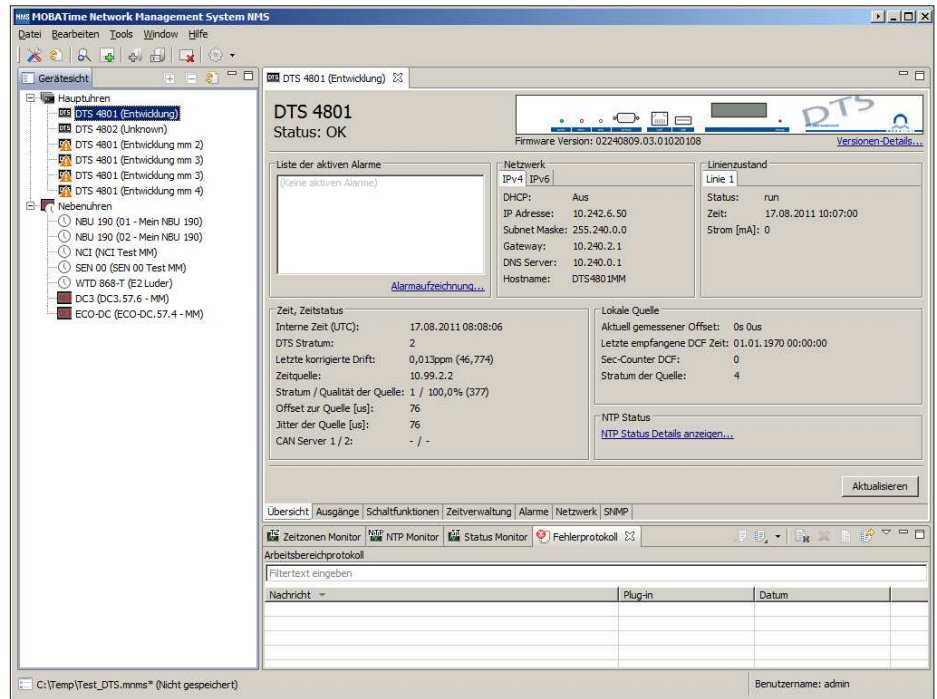 NMS MOBATime Network Management System NMS
Datei Bearbeiten Tools Window Hilfe
Gerätesicht
Hauptuhren
DTS 4801 (Entwicklung)
DTS 4802 (Unknown)
DTS 4801 (Entwicklung mm 2)
DTS 4801 (Entwicklung mm 3)
DTS 4801 (Entwicklung mm 3)
DTS 4801 (Entwicklung mm 4)
Nebenuhren
NBU 190 (01 - Mein NBU 190)
NBU 190 (02 - Mein NBU 190)
NCI (NCI Test MM)
SEN 00 (SEN 00 Test MM)
WTD 868-T (E2 Luder)
DC3 (DC3.57.6 - MM)
ECO-DC (ECO-DC.57.4 - MM)
DTS 4801 (Entwicklung)
DTS 4801
Status: OK
DTS
Firmware Version: 02240809.03.01020108
Versionen-Details...
Liste der aktiven Alarme
(Keine aktiven Alarme)
Alarmaufzeichnung...
Netzwerk
IPv4 IPv6
DHCP: Aus
IP Adresse: 10.242.6.50
Subnet Maske: 255.240.0.0
Gateway: 10.240.2.1
DNS Server: 10.240.0.1
Hostname: DTS4801MM
Linienzustand
Linie 1
Status: run
Zeit: 17.08.2011 10:07:00
Strom [mA]: 0
Zeit, Zeitstatus
Interne Zeit (UTC): 17.08.2011 08:08:06
DTS Stratum: 2
Letzte korrigierte Drift: 0,013ppm (46,774)
Zeitquelle: 10.99.2.2
Stratum / Qualität der Quelle: 1 / 100,0% (377)
Offset zur Quelle [us]: 76
Jitter der Quelle [us]: 76
CAN Server 1 / 2: - / -
Lokale Quelle
Aktuell gemessener Offset: 0s 0us
Letzte empfangene DCF Zeit: 01.01.1970 00:00:00
Sec-Counter DCF: 0
Stratum der Quelle: 4
NTP Status
NTP Status Details anzeigen...
Aktualisieren
Übersicht Ausgänge Schaltfunktionen Zeitverwaltung Alarme Netzwerk SNMP
Zeitzonen Monitor NTP Monitor Status Monitor Fehlerprotokoll
Arbeitsbereichprotokoll
Filtertext eingeben
Nachricht Plug-in Datum
C:\Temp\Test_DTS.mnms* (Nicht gespeichert) Benutzername: admin